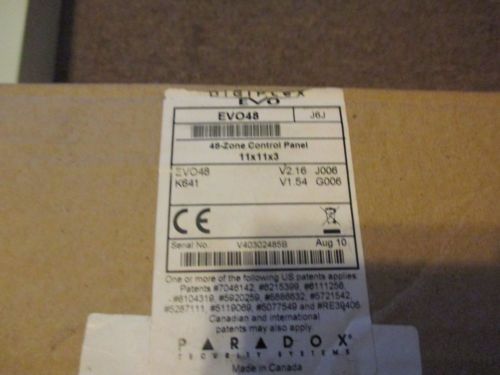 DIGIPLEX
EVO
EVO48 J6J
48-Zone Control Panel
11x11x3
EVO48 V2.16 J006
K641 V1.54 G006
CE
Serial No. V40302485B Aug 10
One or more of the following US patents applies
Patents #7046142, #6215399, #6111256,
#6104319, #5920259, #5886632, #5721542
#5287111, #5119069, #5077549 and #RE39406.
Canadian and international
patents may also apply.
PARADOX
SECURITY SYSTEMS
Made in Canada